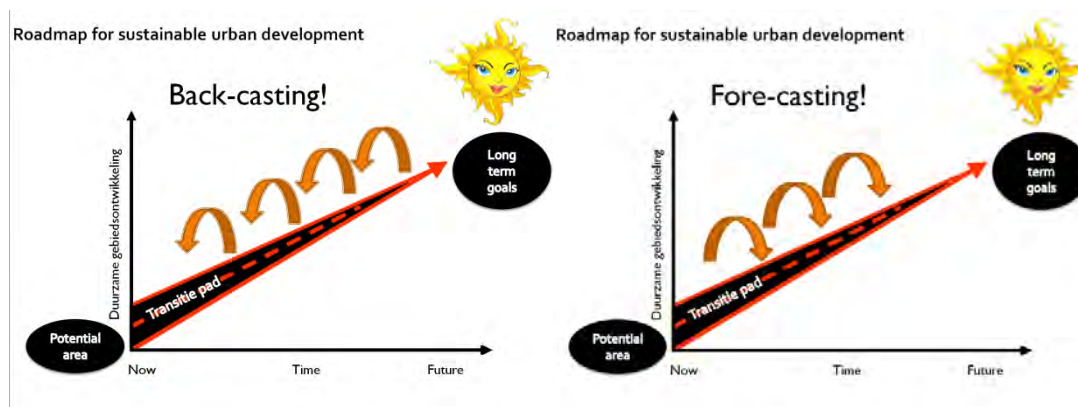 Roadmap for sustainable urban development
Back-casting!
Duurzame gebiedsontwikkeling
Long
term
goals
Transitie pad
Potential
area
Now
Time
Future
Roadmap for sustainable urban development
Fore-casting!
Duurzame gebiedsontwikkeling
Long
term
goals
Transitie pad
Potential
area
Now
Time
Future